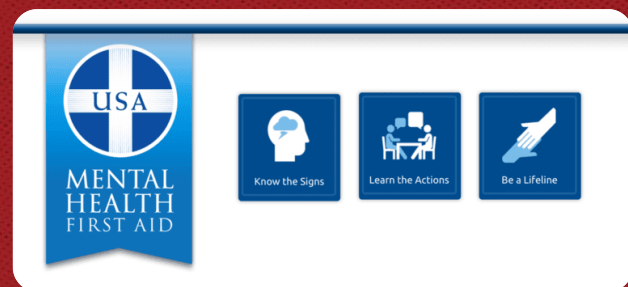 USA
MENTAL
HEALTH
FIRST AID
Know the Signs
Learn the Actions
Be a Lifeline